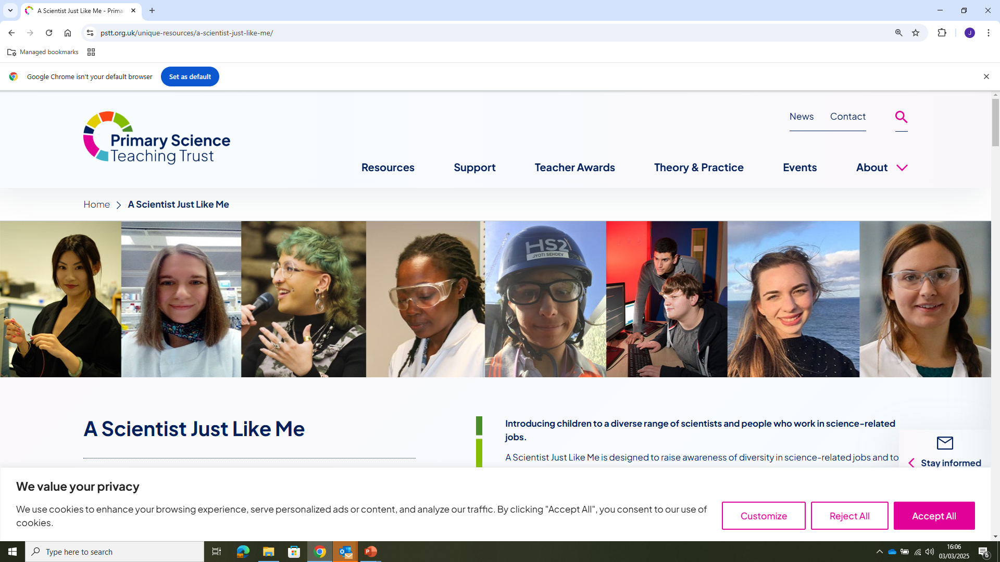 A Scientist Just Like Me - Prima
pstt.org.uk/unique-resources/a-scientist-just-like-me/
J
Managed bookmarks
Google Chrome isn't your default browser
Set as default
News
Contact
Primary Science
Teaching Trust
Resources
Support
Teacher Awards
Theory & Practice
Events
About
Home
A Scientist Just Like Me
HS2
JYOTI SEHDEV
A Scientist Just Like Me
Introducing children to a diverse range of scientists and people who work in science-related
jobs.
A Scientist Just Like Me is designed to raise awareness of diversity in science-related jobs and to
Stay informed
We value your privacy
We use cookies to enhance your browsing experience, serve personalized ads or content, and analyze our traffic. By clicking "Accept All", you consent to our use of
cookies.
Customize
Reject All
Accept All
Type here to search
16:06
03/03/2025
6